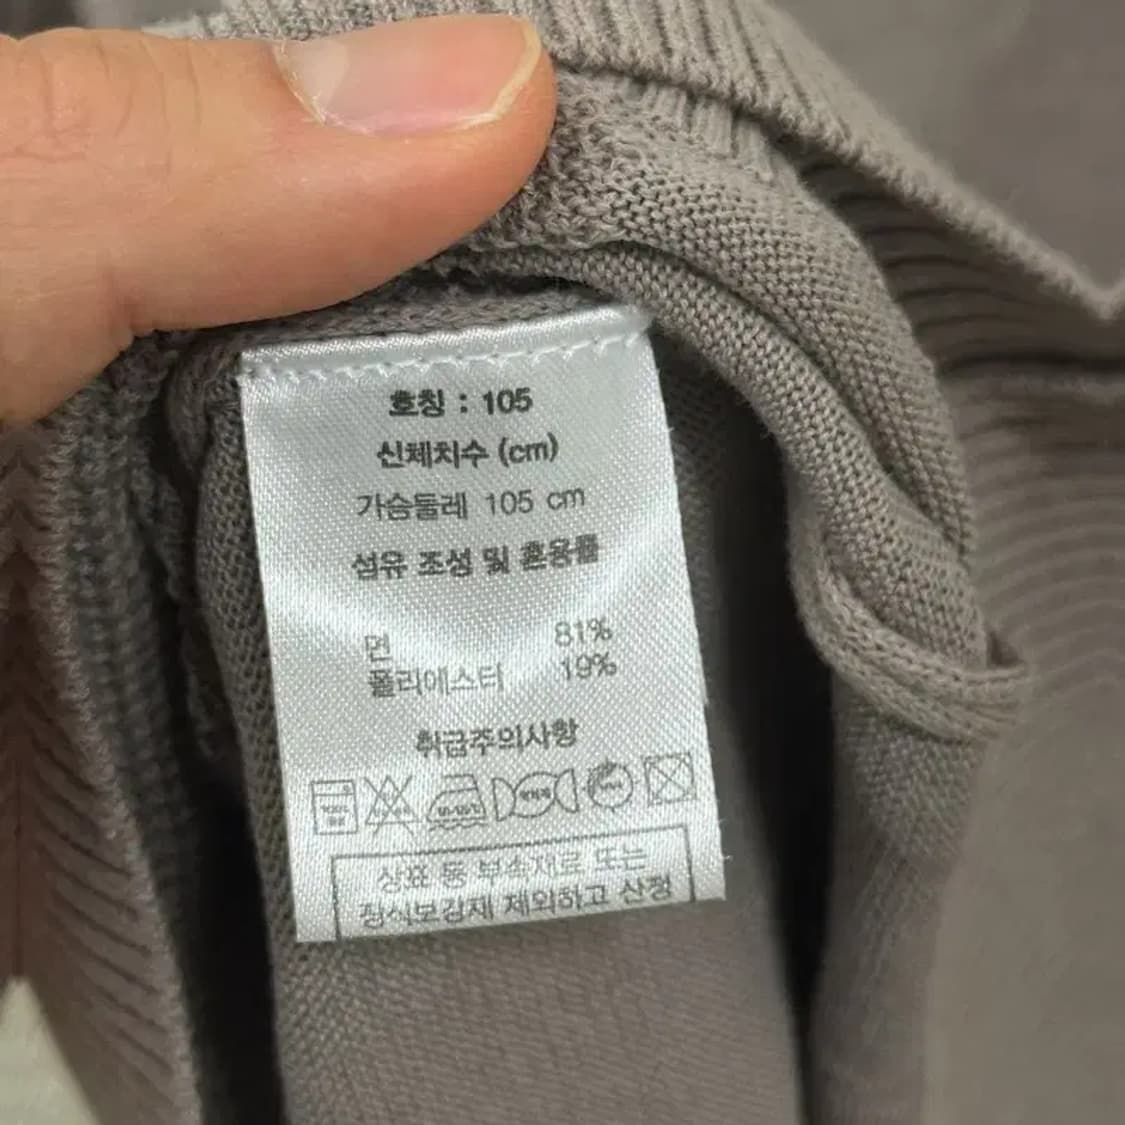 호칭 : 105
신체치수 (cm)
가슴둘레 105 cm
섬유 조성 및 혼용률
면 81%
폴리에스터 19%
취급주의사항
상표 등 부속재료 또는
장식보강재 제외하고 산정